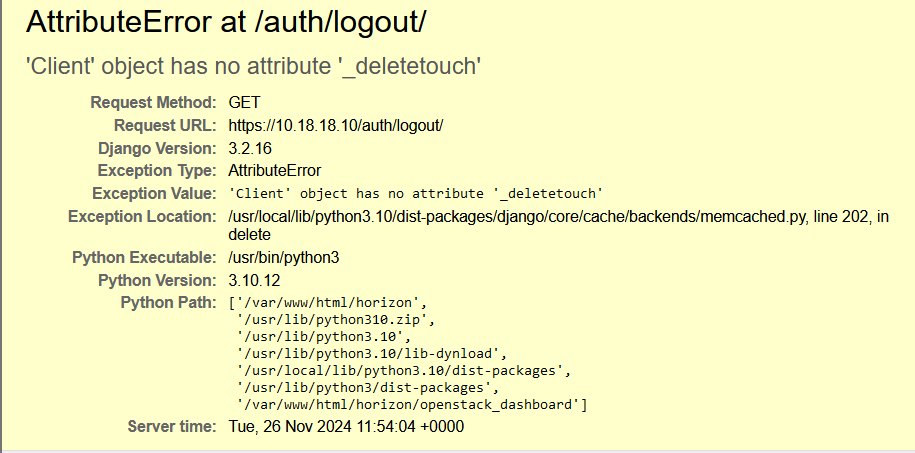 AttributeError at /auth/logout/
'Client' object has no attribute '_deletetouch'
Request Method: GET
Request URL: https://10.18.18.10/auth/logout/
Django Version: 3.2.16
Exception Type: AttributeError
Exception Value: 'Client' object has no attribute '_deletetouch'
Exception Location: /usr/local/lib/python3.10/dist-packages/django/core/cache/backends/memcached.py, line 202, in
delete
Python Executable: /usr/bin/python3
Python Version: 3.10.12
Python Path: ['/var/www/html/horizon',
'/usr/lib/python310.zip',
'/usr/lib/python3.10',
'/usr/lib/python3.10/lib-dynload',
'/usr/local/lib/python3.10/dist-packages',
'/usr/lib/python3/dist-packages',
'/var/www/html/horizon/openstack_dashboard']
Server time: Tue, 26 Nov 2024 11:54:04 +0000